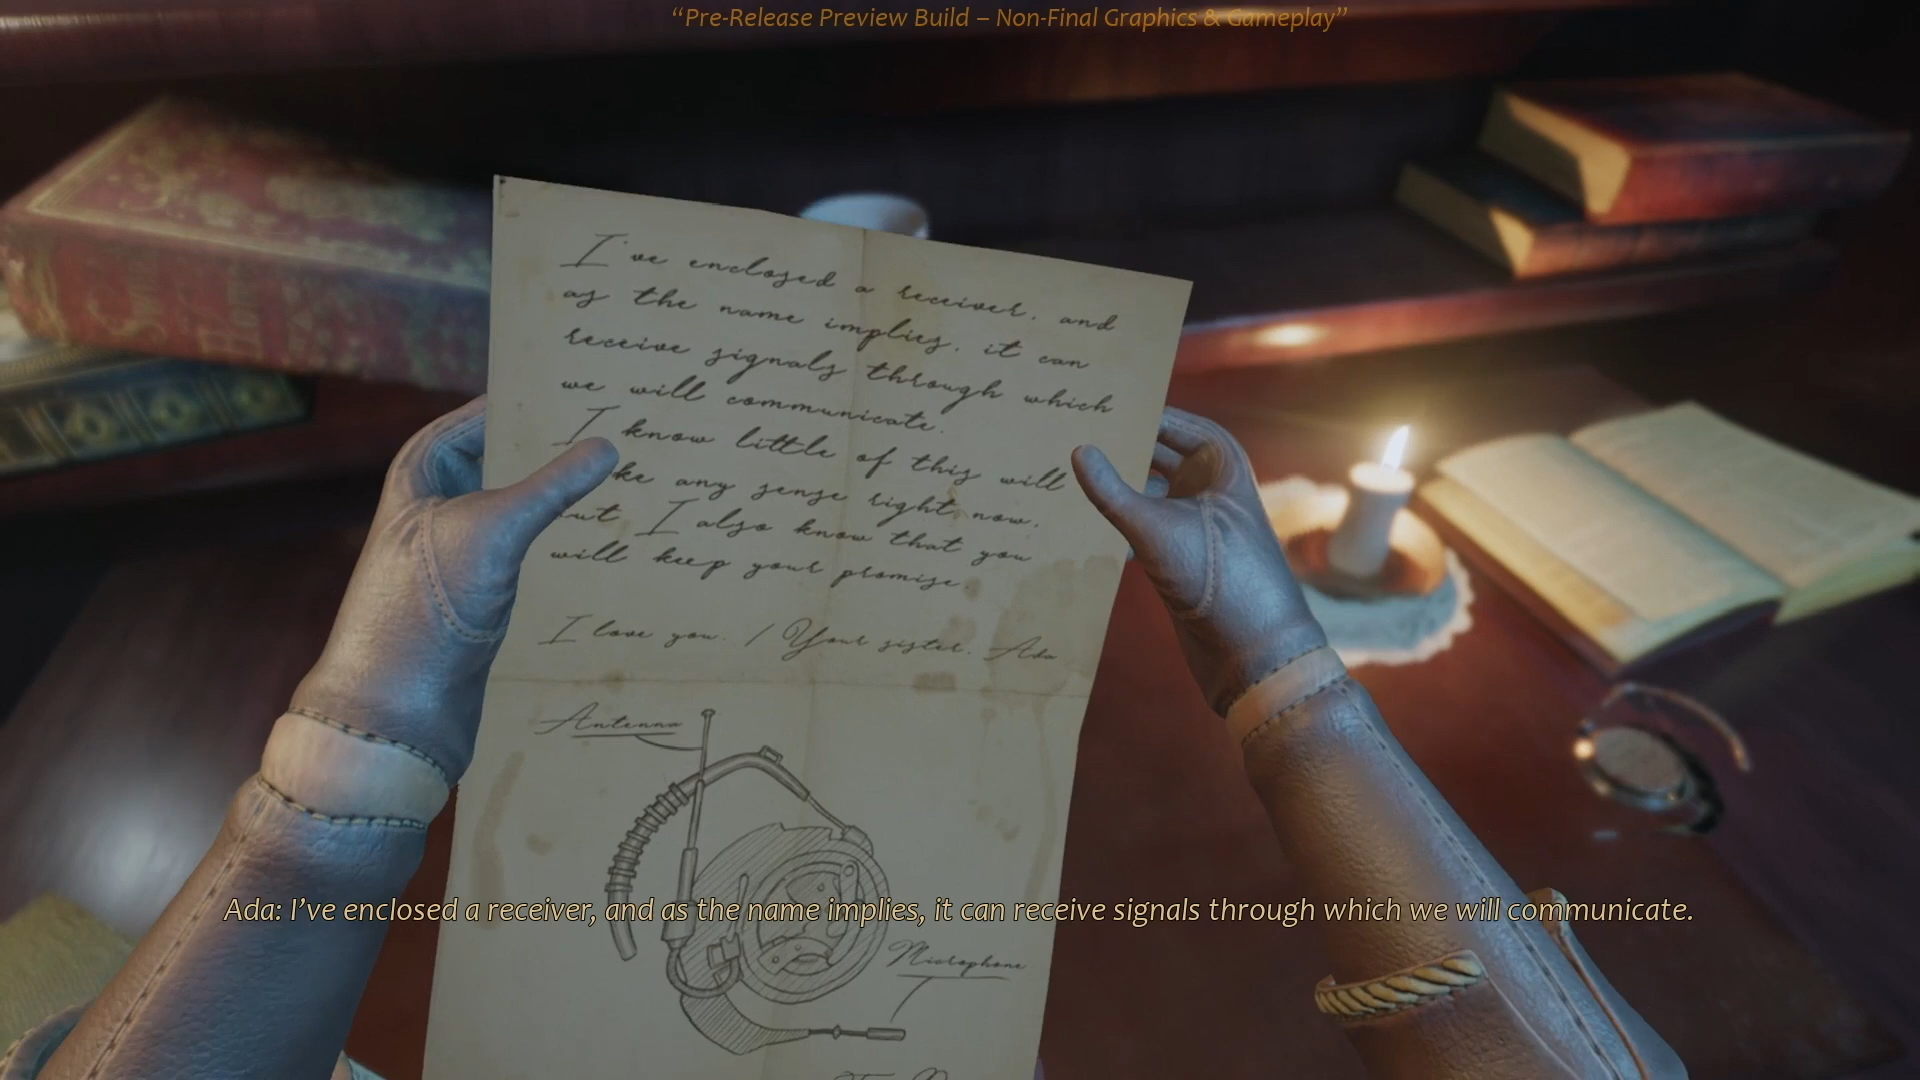 “Pre-Release Preview Build – Non-Final Graphics & Gameplay”
I've enclosed a receiver, and
as the name implies, it can
receive signals through which
we will communicate.
I know little of this will
ke any sense right now,
but I also know that you
will keep your promise
I love you. / Your sister, Ada
Antenna
Ada: I’ve enclosed a receiver, and as the name implies, it can receive signals through which we will communicate.
Microphone